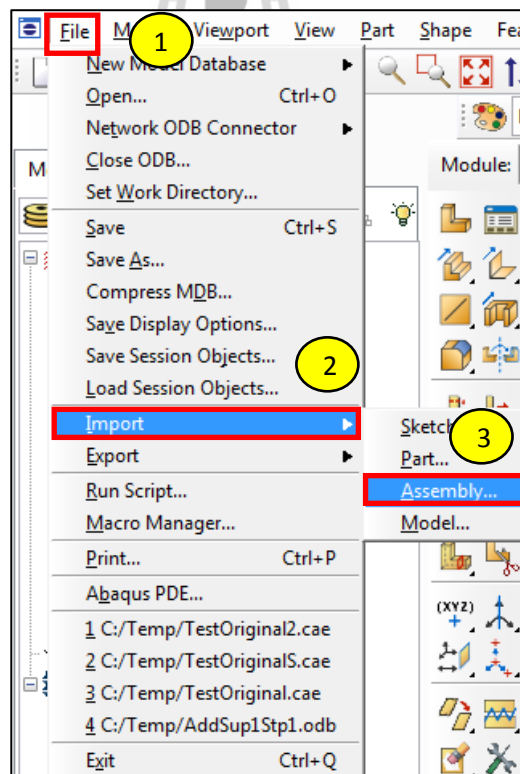 File M Viewport View Part Shape Fea
1
New Model Database
Open... Ctrl+O
Network ODB Connector
Close ODB...
M Module:
Set Work Directory...
Save Ctrl+S
Save As...
Compress MDB...
Save Display Options...
Save Session Objects...
2
Load Session Objects...
Import Sketch
3
Export Part...
Run Script... Assembly...
Macro Manager... Model...
Print... Ctrl+P
Abaqus PDE...
(XYZ)
1 C:/Temp/TestOriginal2.cae
2 C:/Temp/TestOriginalS.cae
3 C:/Temp/TestOriginal.cae
4 C:/Temp/AddSup1Stp1.odb
Exit Ctrl+Q